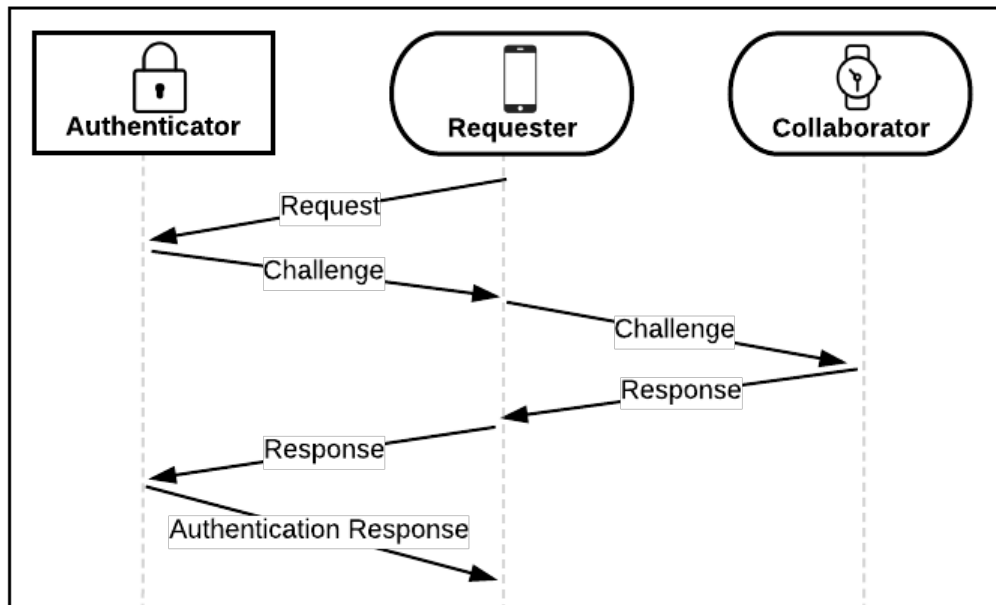 Authenticator
Requester
Collaborator
Request
Challenge
Challenge
Response
Response
Authentication Response